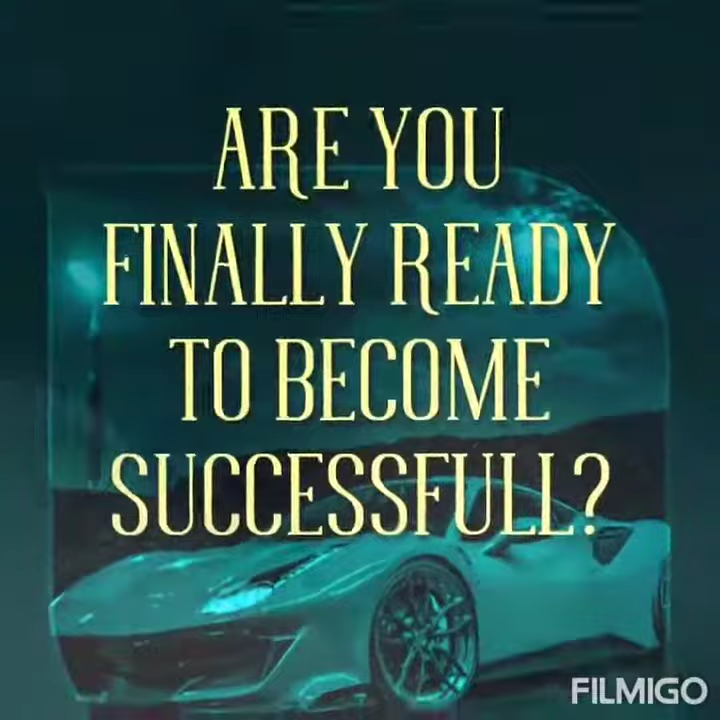 ARE YOU
FINALLY READY
TO BECOME
SUCCESSFULL?
FILMIGO